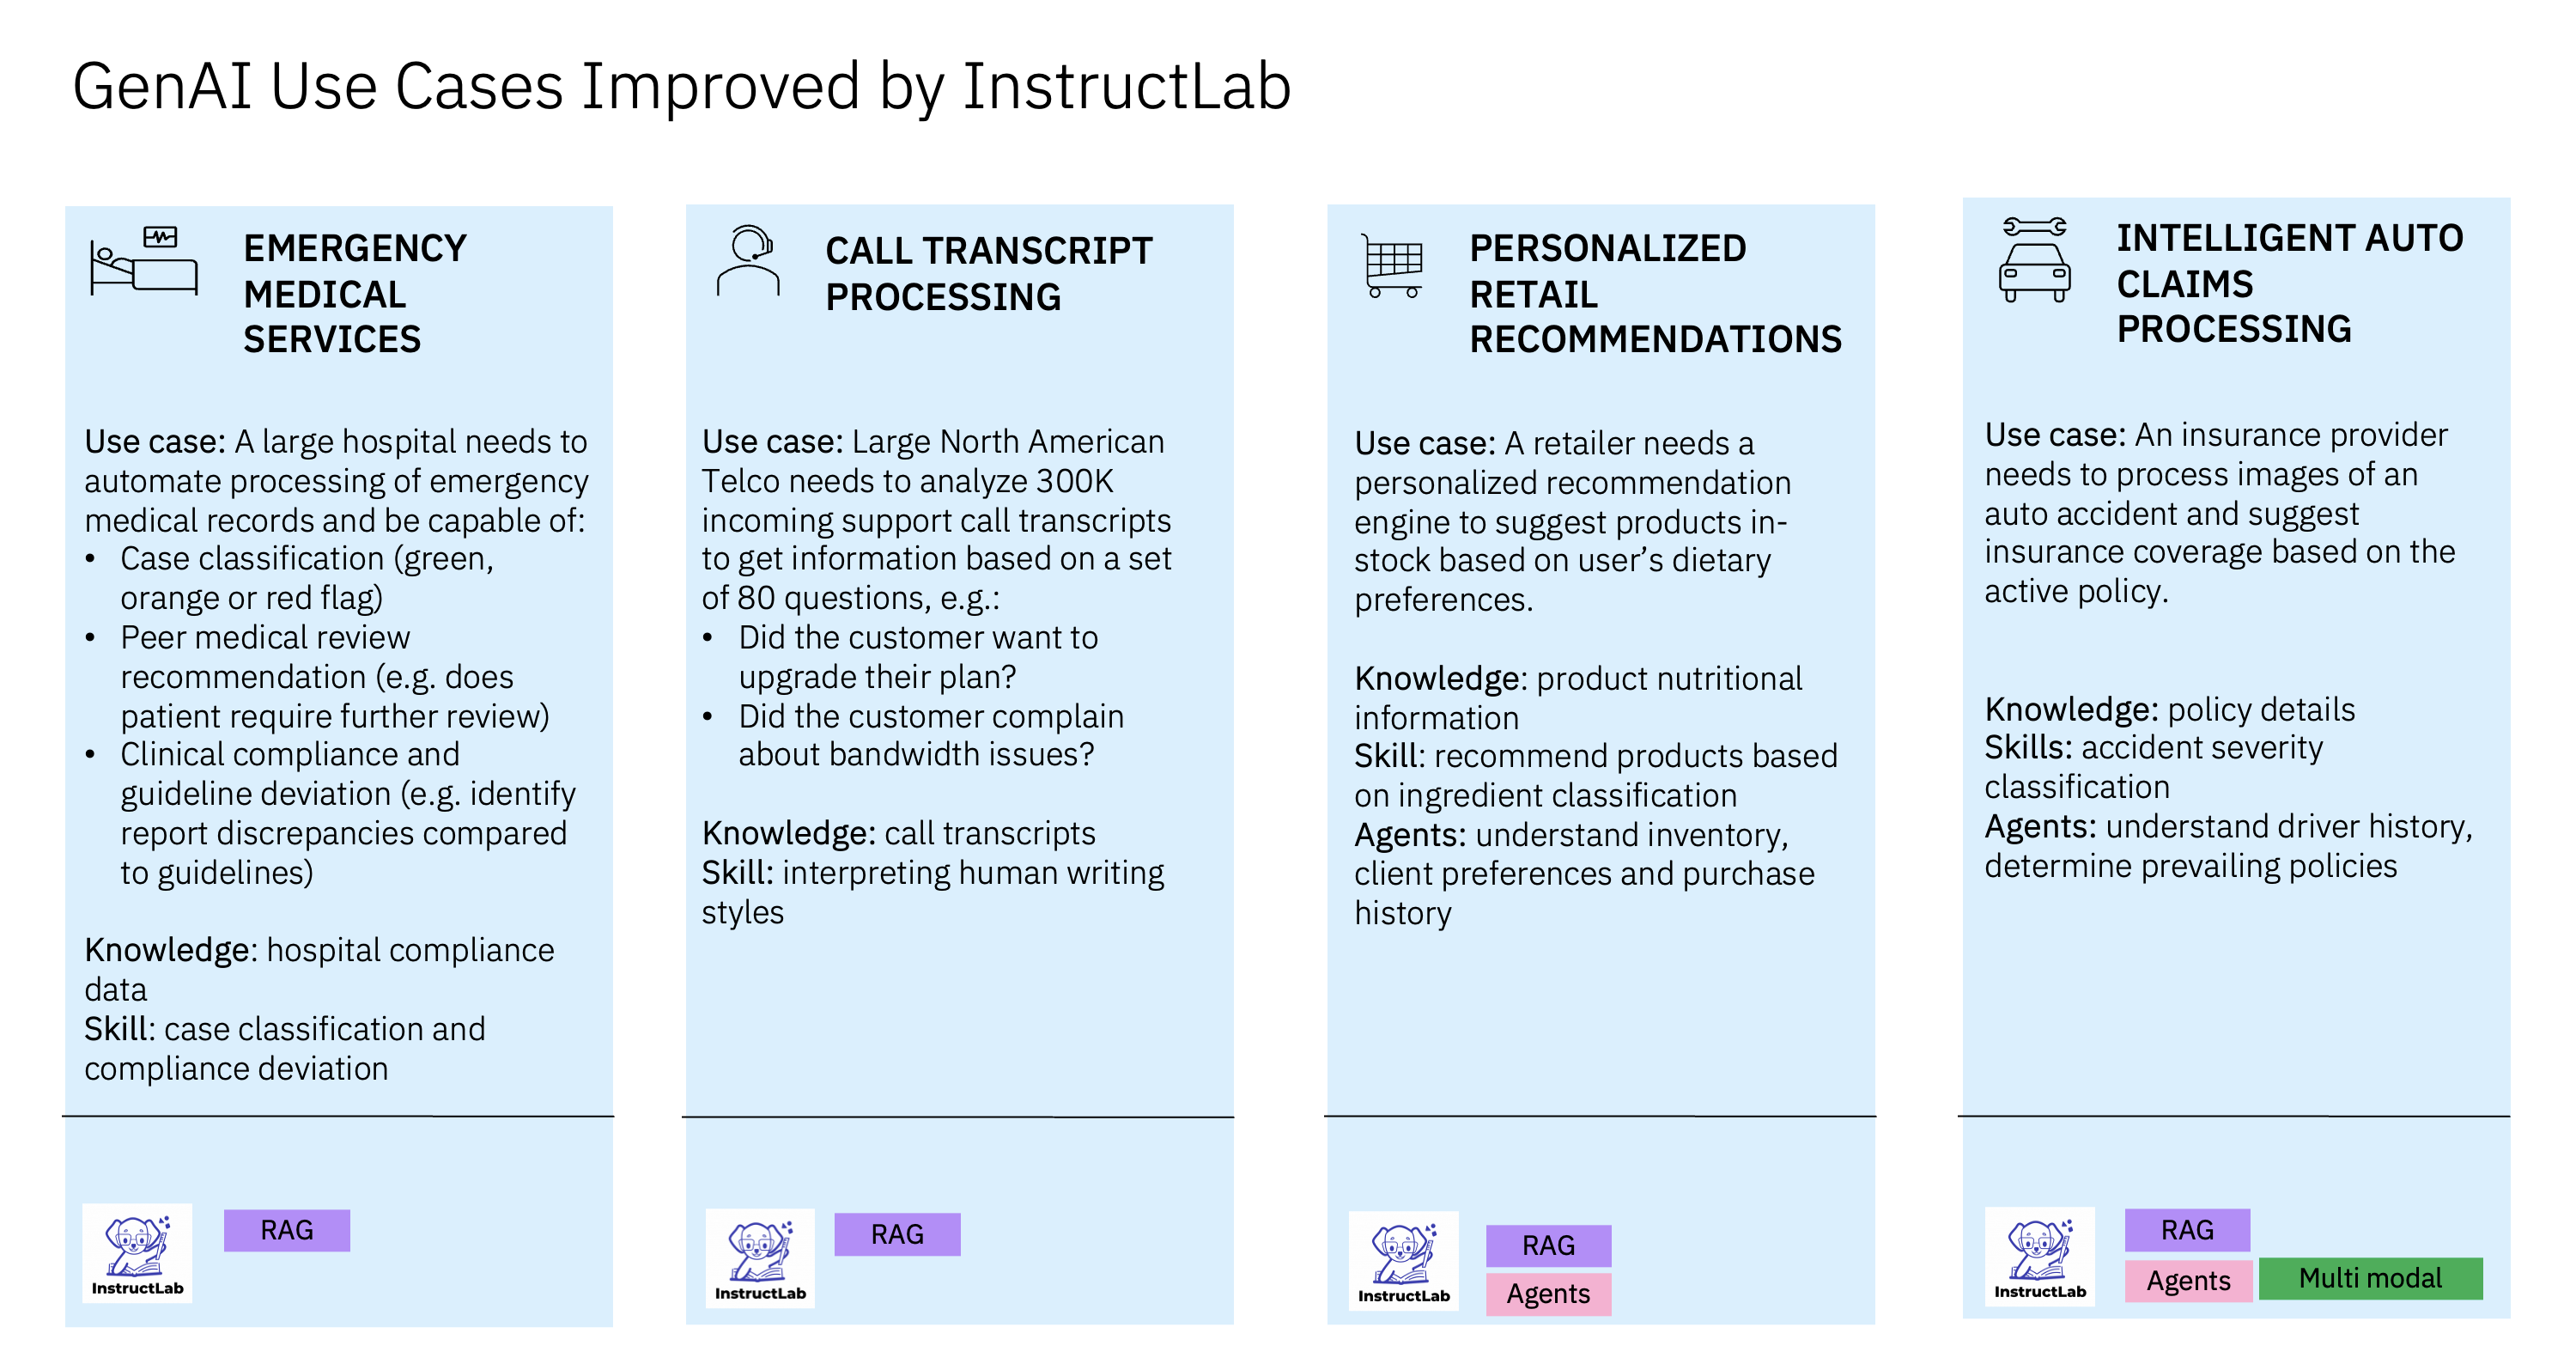 GenAI Use Cases Improved by InstructLab
EMERGENCY
MEDICAL
SERVICES
Use case: A large hospital needs to
automate processing of emergency
medical records and be capable of:
• Case classification (green,
orange or red flag)
• Peer medical review
recommendation (e.g. does
patient require further review)
• Clinical compliance and
guideline deviation (e.g. identify
report discrepancies compared
to guidelines)
Knowledge: hospital compliance
data
Skill: case classification and
compliance deviation
InstructLab
RAG
CALL TRANSCRIPT
PROCESSING
Use case: Large North American
Telco needs to analyze 300K
incoming support call transcripts
to get information based on a set
of 80 questions, e.g.:
• Did the customer want to
upgrade their plan?
• Did the customer complain
about bandwidth issues?
Knowledge: call transcripts
Skill: interpreting human writing
styles
InstructLab
RAG
PERSONALIZED
RETAIL
RECOMMENDATIONS
Use case: A retailer needs a
personalized recommendation
engine to suggest products in-
stock based on user’s dietary
preferences.
Knowledge: product nutritional
information
Skill: recommend products based
on ingredient classification
Agents: understand inventory,
client preferences and purchase
history
InstructLab
RAG
Agents
INTELLIGENT AUTO
CLAIMS
PROCESSING
Use case: An insurance provider
needs to process images of an
auto accident and suggest
insurance coverage based on the
active policy.
Knowledge: policy details
Skills: accident severity
classification
Agents: understand driver history,
determine prevailing policies
InstructLab
RAG
Agents
Multi modal